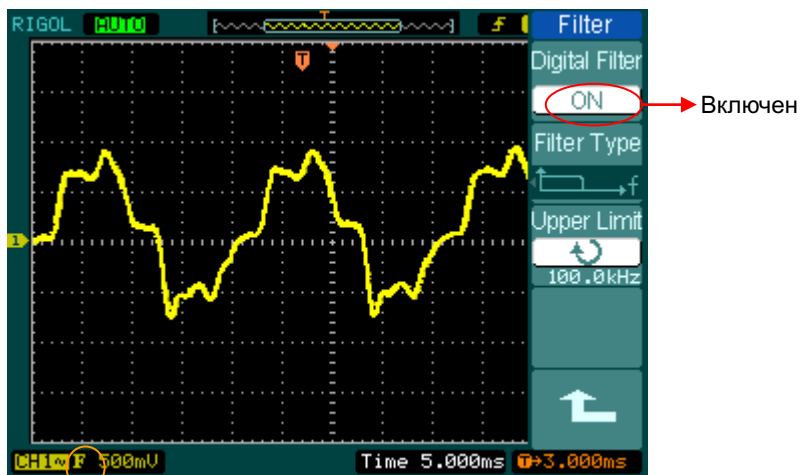 RIGOL AUTO T Filter
T
Digital Filter
ON
Включен
Filter Type
f
Upper Limit
100.0kHz
1
CH1~ F 500mV Time 5.000ms T→3.000ms